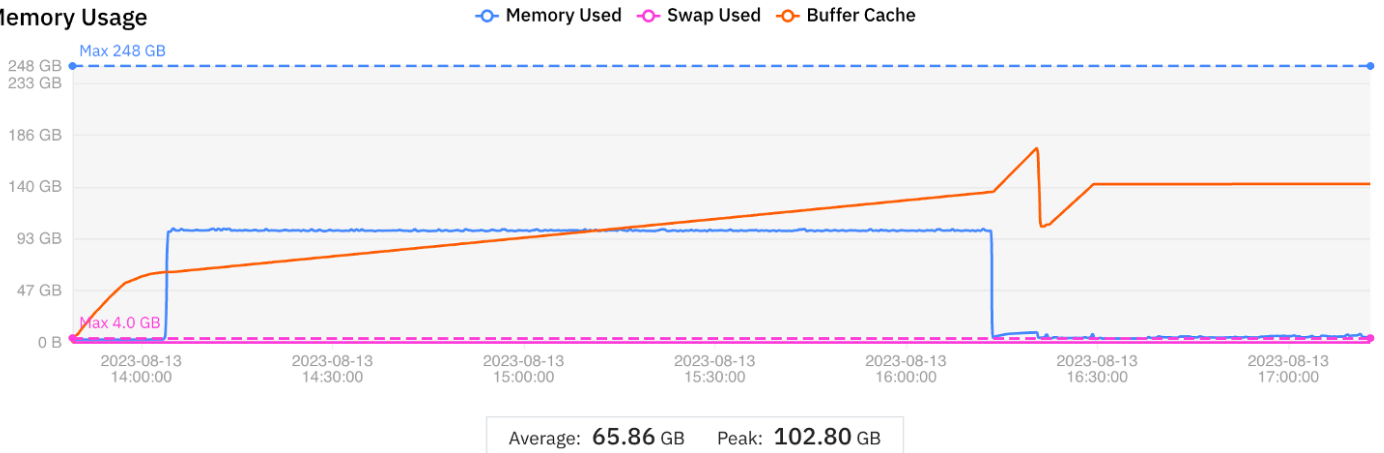 Memory Usage
Memory Used Swap Used Buffer Cache
Max 248 GB
248 GB
233 GB
186 GB
140 GB
93 GB
47 GB
Max 4.0 GB
0 B
2023-08-13 2023-08-13 2023-08-13 2023-08-13 2023-08-13 2023-08-13 2023-08-13
14:00:00 14:30:00 15:00:00 15:30:00 16:00:00 16:30:00 17:00:00
Average: 65.86 GB Peak: 102.80 GB